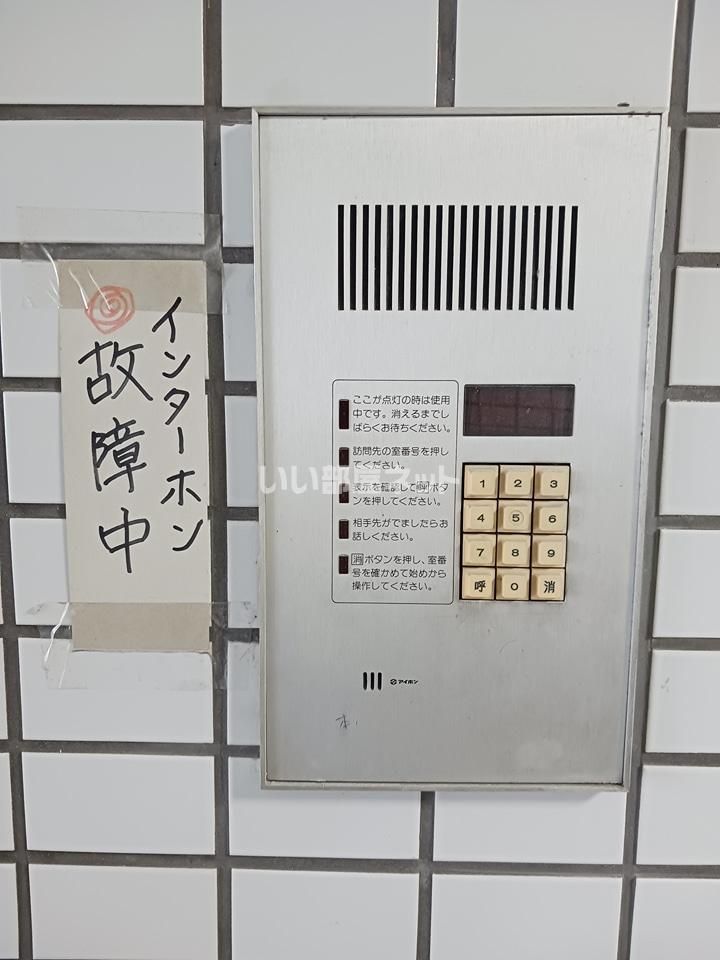 インターホン
故障中
ここが点灯の時は使用
中です。消えるまでし
ばらくお待ちください。
訪問先の室番号を押し
てください。
表示を確認して呼ボタ
ンを押してください。
相手先がでましたらお
話しください。
消ボタンを押し、室番
号を確かめて始めから
操作してください。
1 2 3
4 5 6
7 8 9
呼 0 消
アイホン
いい部屋ネット